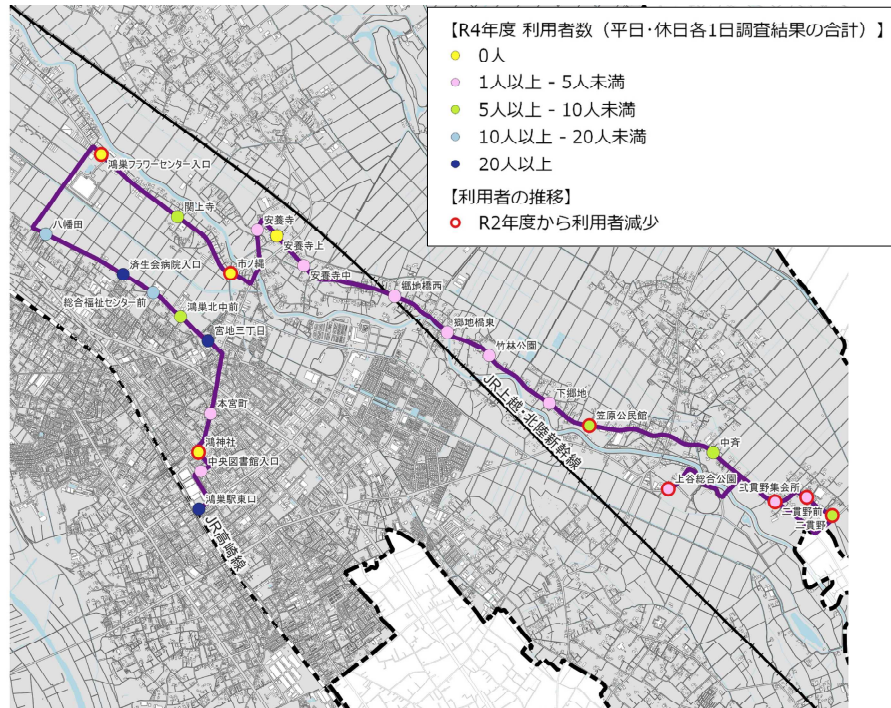 【R4年度 利用者数（平日・休日各1日調査結果の合計）】
0人
1人以上 - 5人未満
5人以上 - 10人未満
10人以上 - 20人未満
20人以上
【利用者の推移】
R2年度から利用者減少
鴻巣フラワーセンター入口
関上寺
安養寺
八幡田
安養寺上
市ノ縄
安養寺中
済生会病院入口
郷地橋西
総合福祉センター前
鴻巣北中前
宮地三丁目
郷地橋東
竹林公園
JR上越・北陸新幹線
下郷地
本宮町
笠原公民館
中斉
鴻神社
中央図書館入口
上谷総合公園
弐貫野集会所
二貫野前
二貫野
鴻巣駅東口
JR高崎線